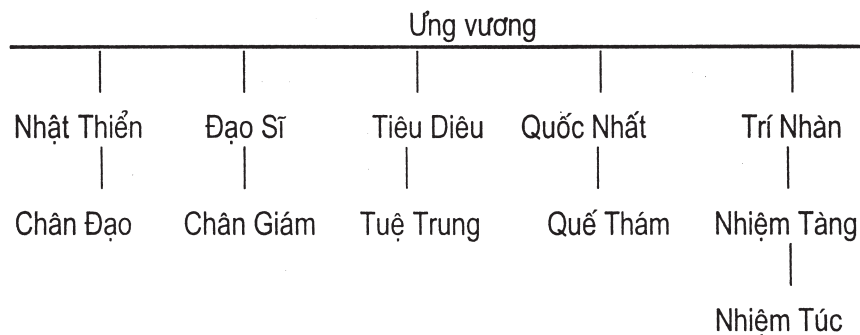 Ưng vương
Nhật Thiển Đạo Sĩ Tiêu Diêu Quốc Nhất Trí Nhàn
Chân Đạo Chân Giám Tuệ Trung Quế Thám Nhiệm Tàng
Nhiệm Túc